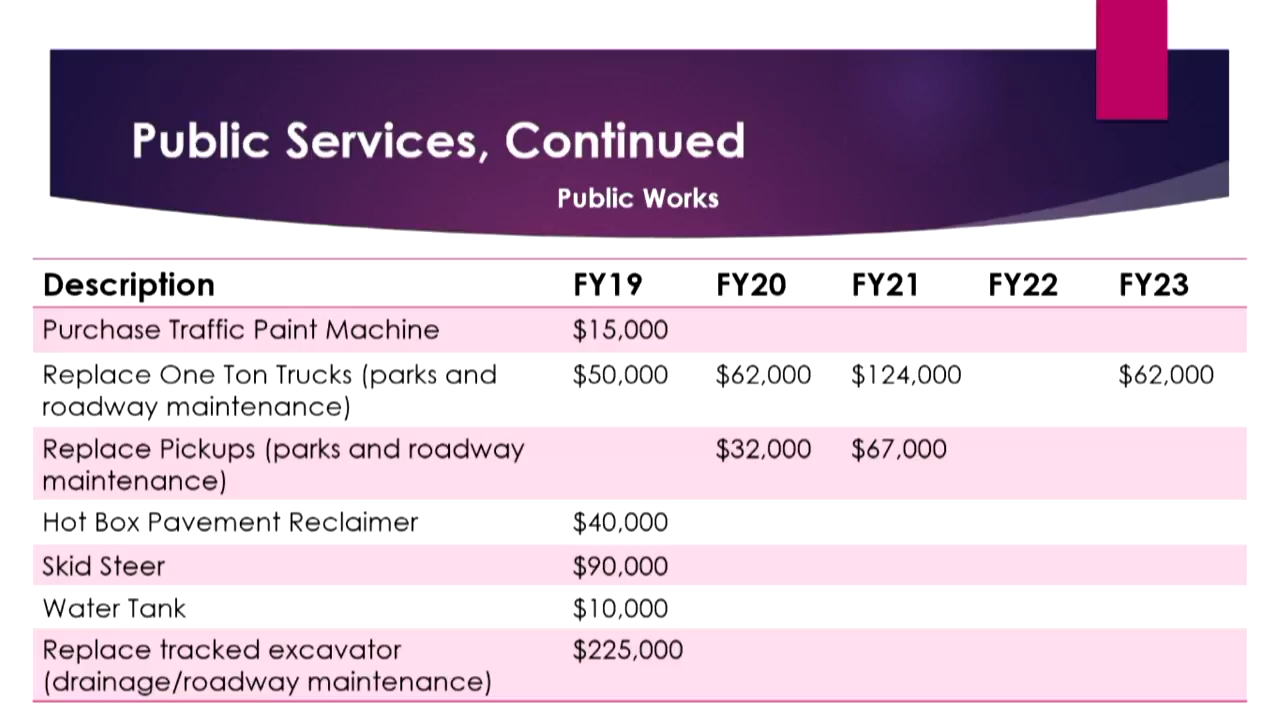 Public Services, Continued
Public Works
Description FY19 FY20 FY21 FY22 FY23
Purchase Traffic Paint Machine $15,000
Replace One Ton Trucks (parks and $50,000 $62,000 $124,000 $62,000
roadway maintenance)
Replace Pickups (parks and roadway $32,000 $67,000
maintenance)
Hot Box Pavement Reclaimer $40,000
Skid Steer $90,000
Water Tank $10,000
Replace tracked excavator $225,000
(drainage/roadway maintenance)